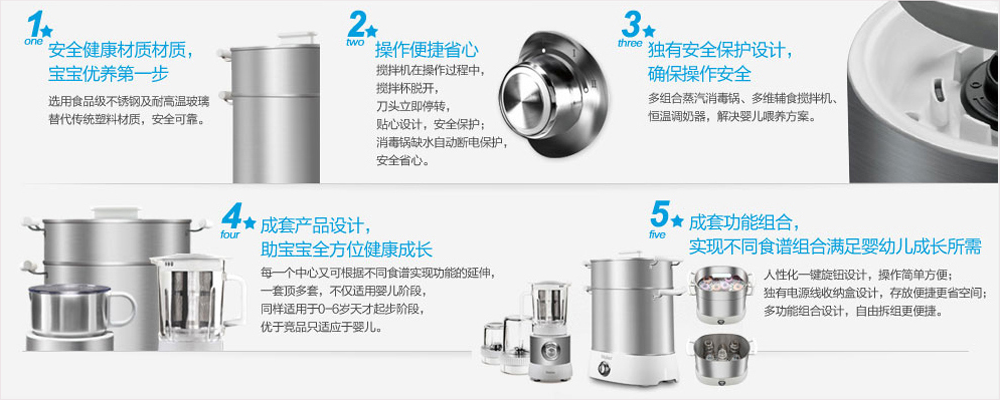 1
one
安全健康材质材质，
宝宝优养第一步
选用食品级不锈钢及耐高温玻璃
替代传统塑料材质，安全可靠。
2
two
操作便捷省心
搅拌机在操作过程中，
搅拌杯脱开，
刀头立即停转，
贴心设计，安全保护；
消毒锅缺水自动断电保护，
安全省心。
3
three
独有安全保护设计，
确保操作安全
多组合蒸汽消毒锅、多维辅食搅拌机、
恒温调奶器，解决婴儿喂养方案。
4
four
成套产品设计，
助宝宝全方位健康成长
每一个中心又可根据不同食谱实现功能的延伸，
一套顶多套，不仅适用婴儿阶段，
同样适用于0-6岁天才起步阶段，
优于竞品只适应于婴儿。
5
five
成套功能组合，
实现不同食谱组合满足婴幼儿成长所需
人性化一键旋钮设计，操作简单方便；
独有电源线收纳盒设计，存放便捷更省空间；
多功能组合设计，自由拆组更便捷。